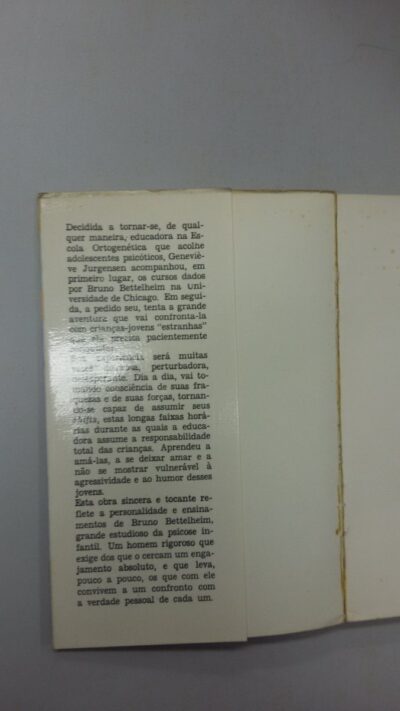 Decidida a tornar-se, de qual-
quer maneira, educadora na Es-
cola Ortogenética que acolhe
adolescentes psicóticos, Geneviè-
ve Jurgensen acompanhou, em
primeiro lugar, os cursos dados
por Bruno Bettelheim na Uni-
versidade de Chicago. Em segui-
da, a pedido seu, tenta a grande
aventura que vai confrontá-la
com crianças-jovens "estranhas"
que ela precisa pacientemente
experiência será muitas
vezes perturbadora,
desesperante. Dia a dia, vai to-
mando consciência de suas fra-
quezas e de suas forças, tornan-
do-se capaz de assumir seus
shifts, estas longas faixas horá-
rias durante as quais a educa-
dora assume a responsabilidade
total das crianças. Aprendeu a
amá-las, a se deixar amar e a
não se mostrar vulnerável à
agressividade e ao humor desses
jovens.
Esta obra sincera e tocante re-
flete a personalidade e ensina-
mentos de Bruno Bettelheim,
grande estudioso da psicose in-
fantil. Um homem rigoroso que
exige dos que o cercam um enga-
jamento absoluto, e que leva,
pouco a pouco, os que com ele
convivem a um confronto com
a verdade pessoal de cada um.